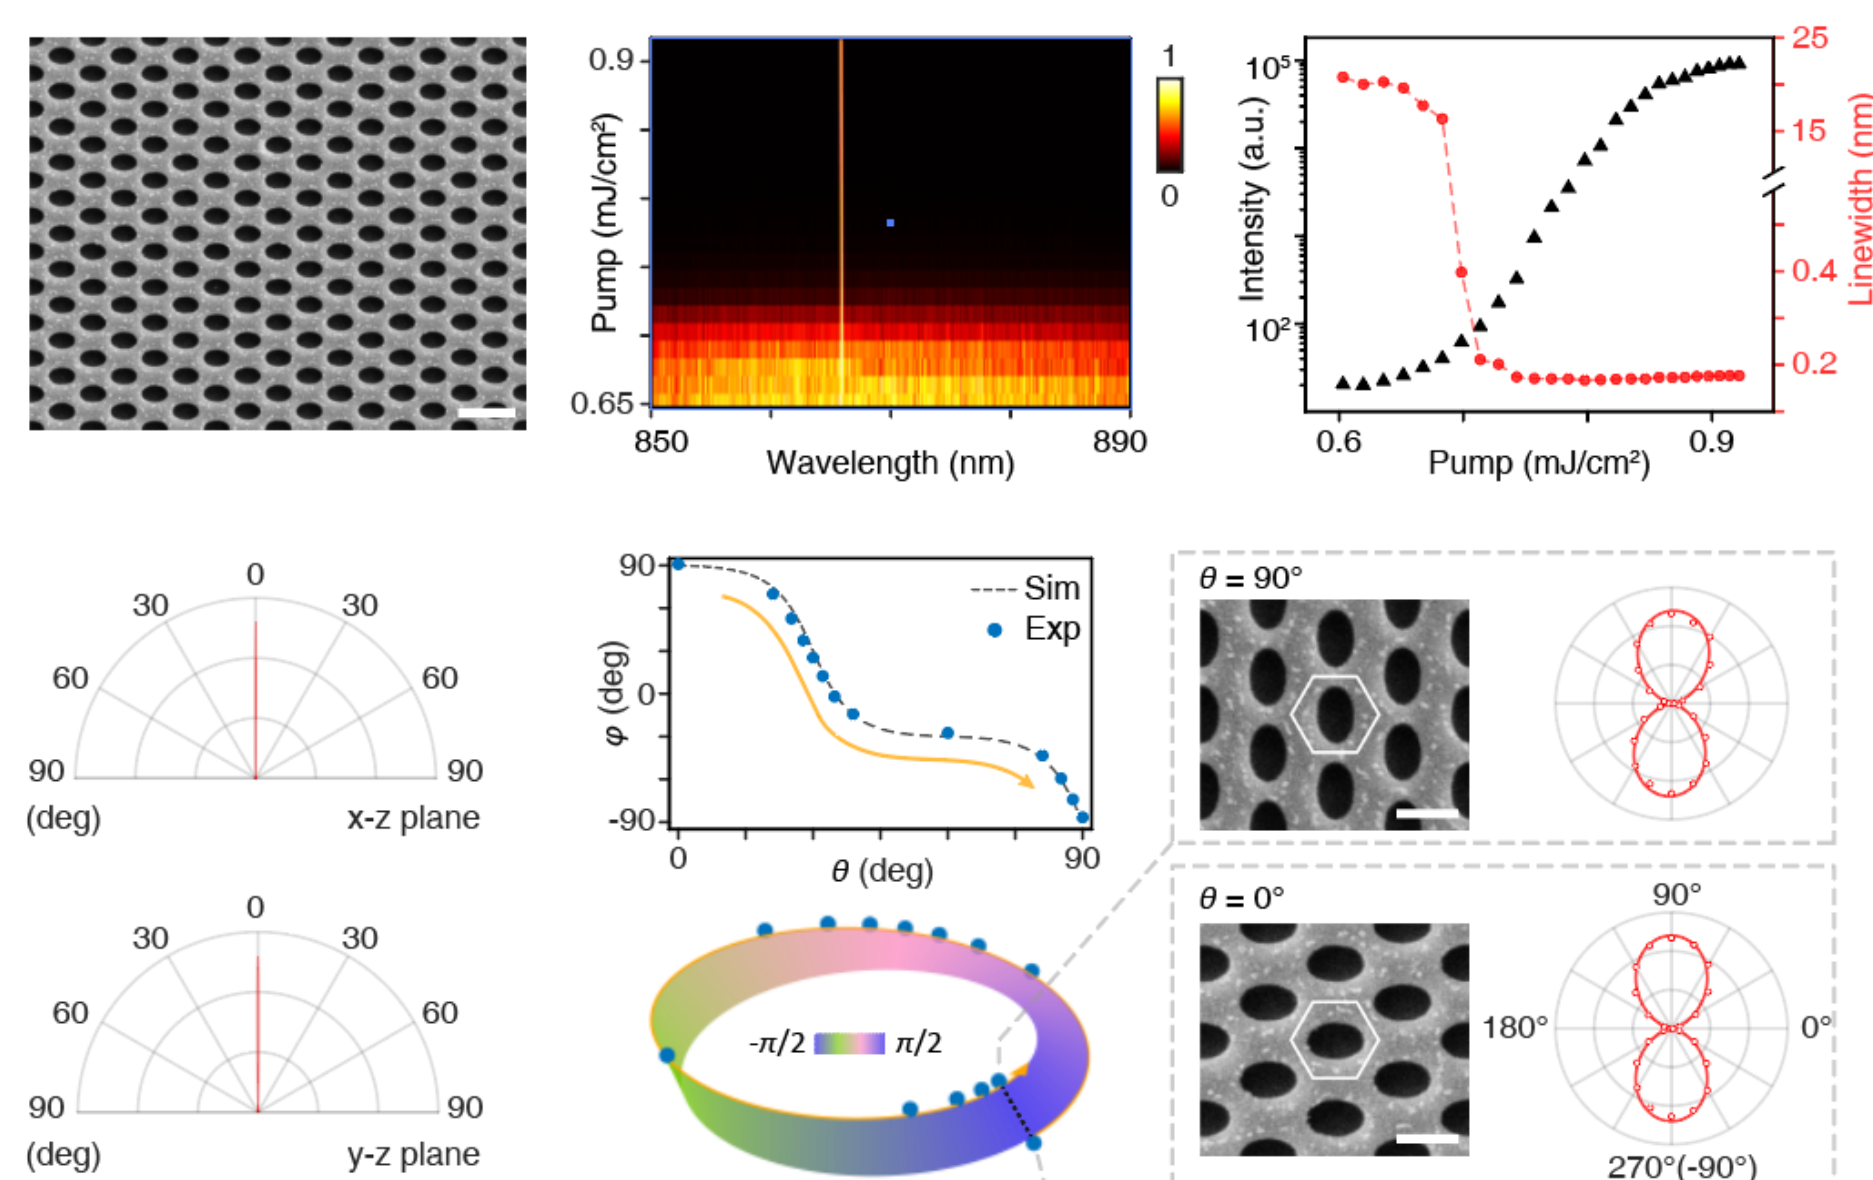 0.9
0.65
Pump (mJ/cm²)
850
890
Wavelength (nm)
1
0
10⁵
10²
Intensity (a.u.)
0.6
0.9
Pump (mJ/cm²)
25
15
0.4
0.2
Linewidth (nm)
0
30
30
60
60
90
90
(deg)
x-z plane
90
0
-90
φ (deg)
Sim
Exp
0
90
θ (deg)
θ = 90°
0
30
30
60
60
90
90
(deg)
y-z plane
-π/2
π/2
θ = 0°
90°
180°
0°
270°(-90°)